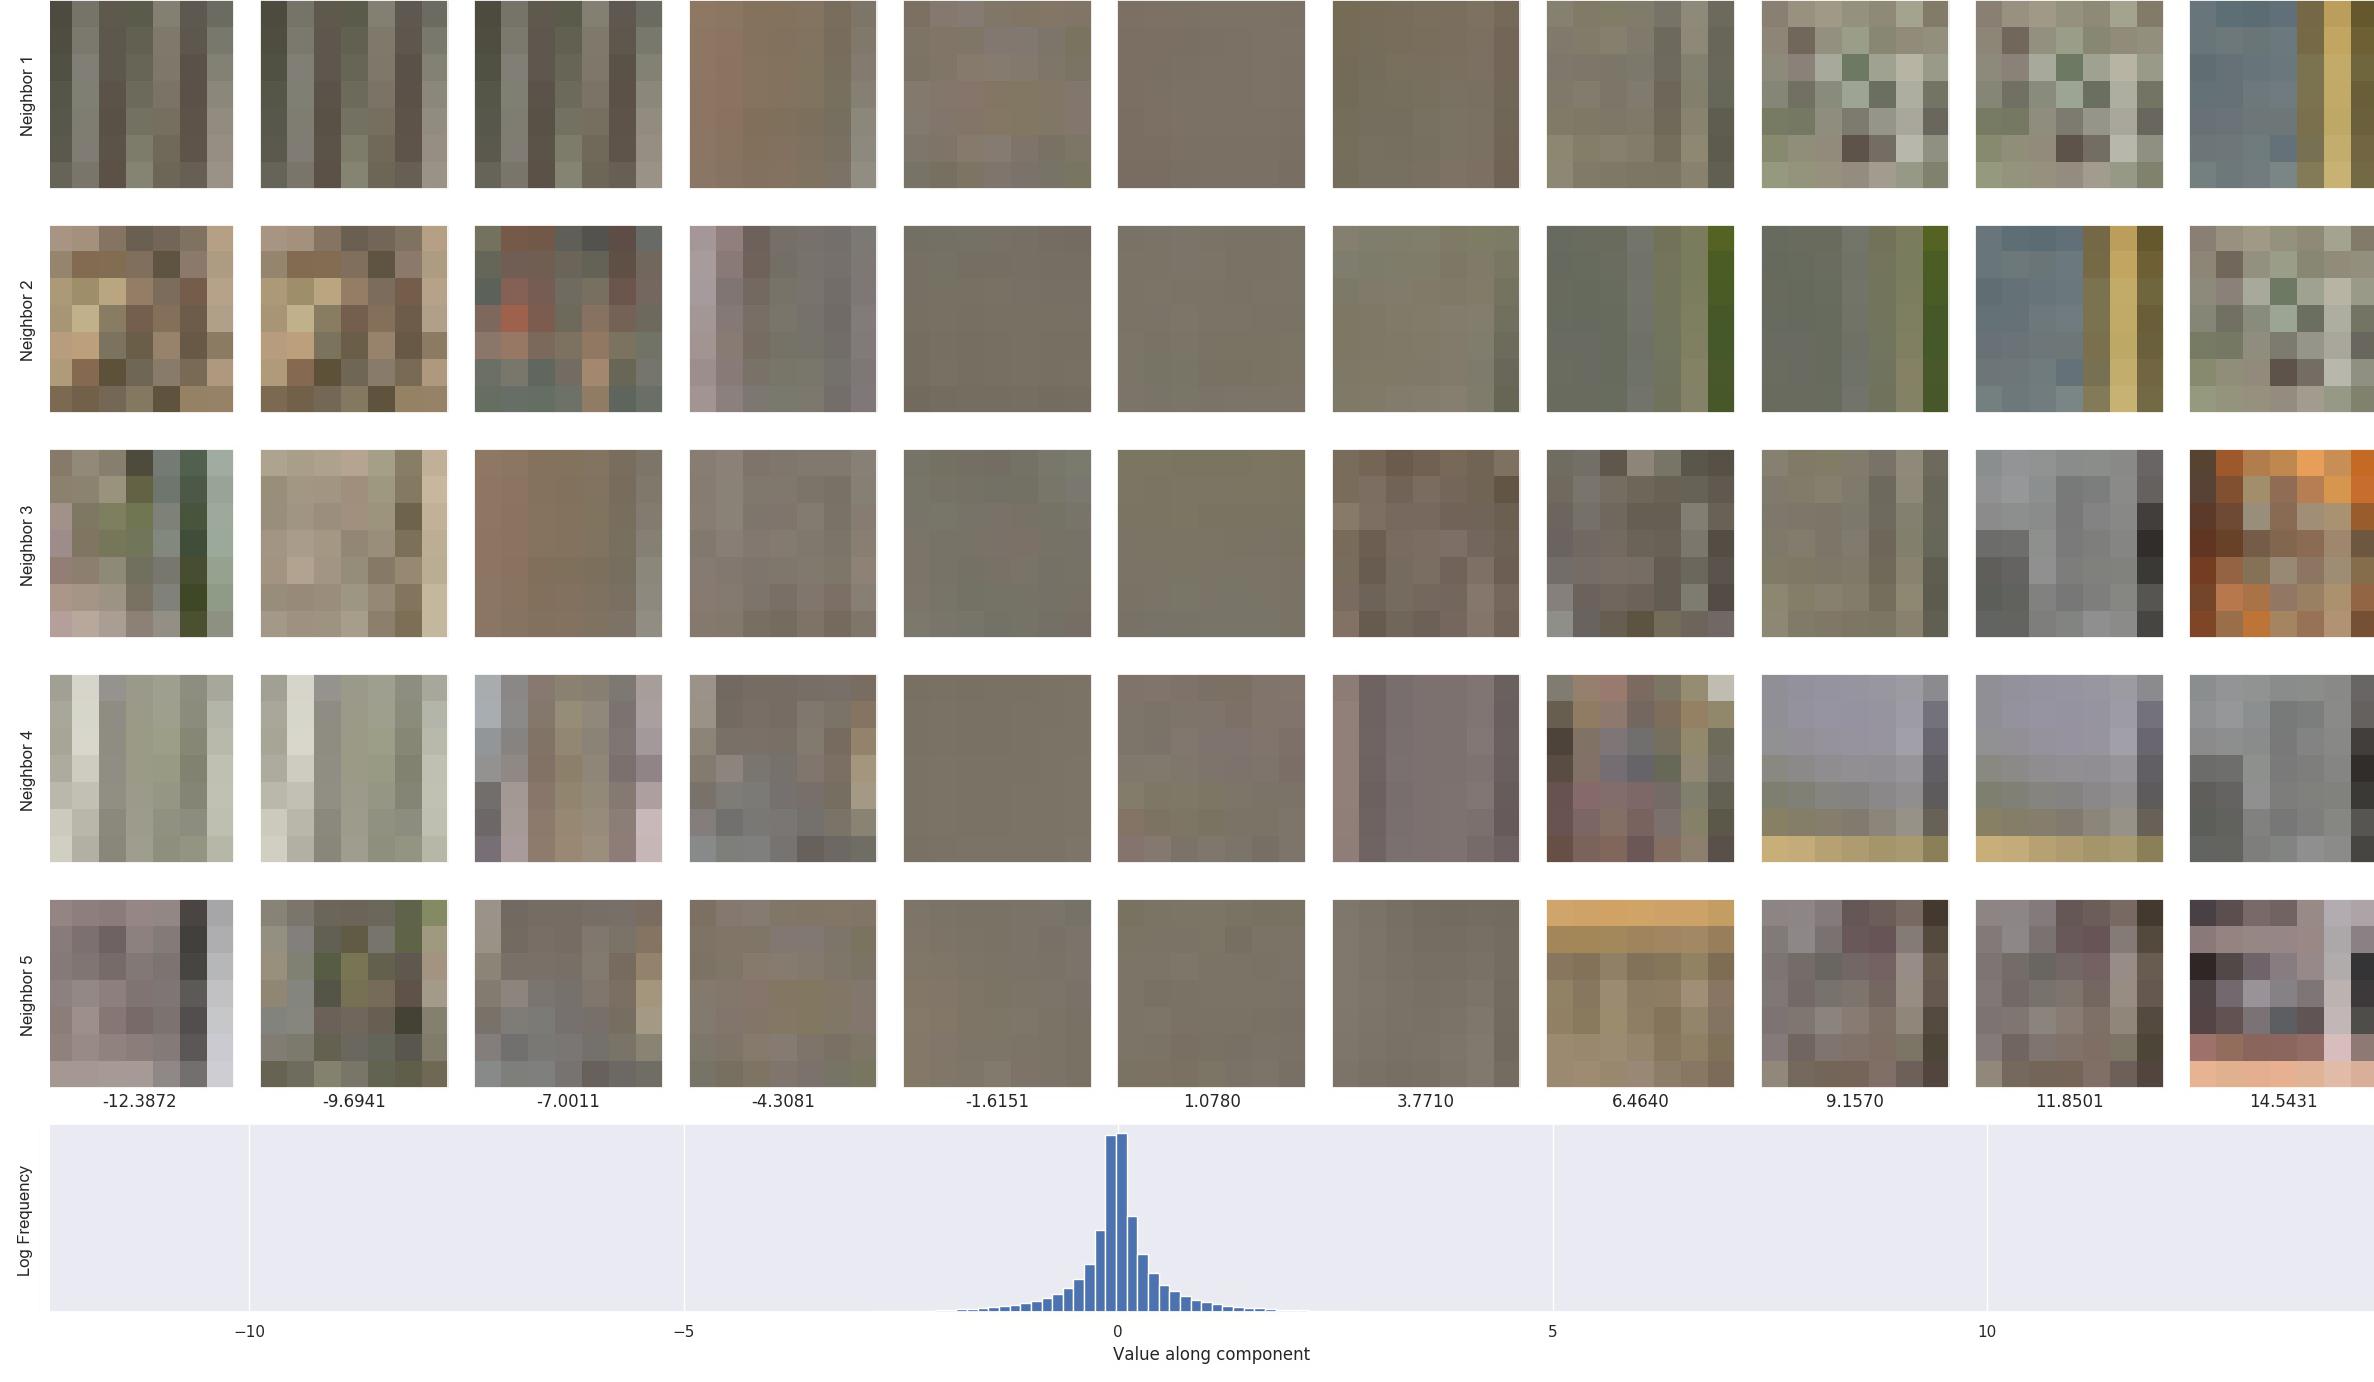 Neighbor 1
Neighbor 2
Neighbor 3
Neighbor 4
Neighbor 5
-12.3872 -9.6941 -7.0011 -4.3081 -1.6151 1.0780 3.7710 6.4640 9.1570 11.8501 14.5431
Log Frequency
−10 −5 0 5 10
Value along component